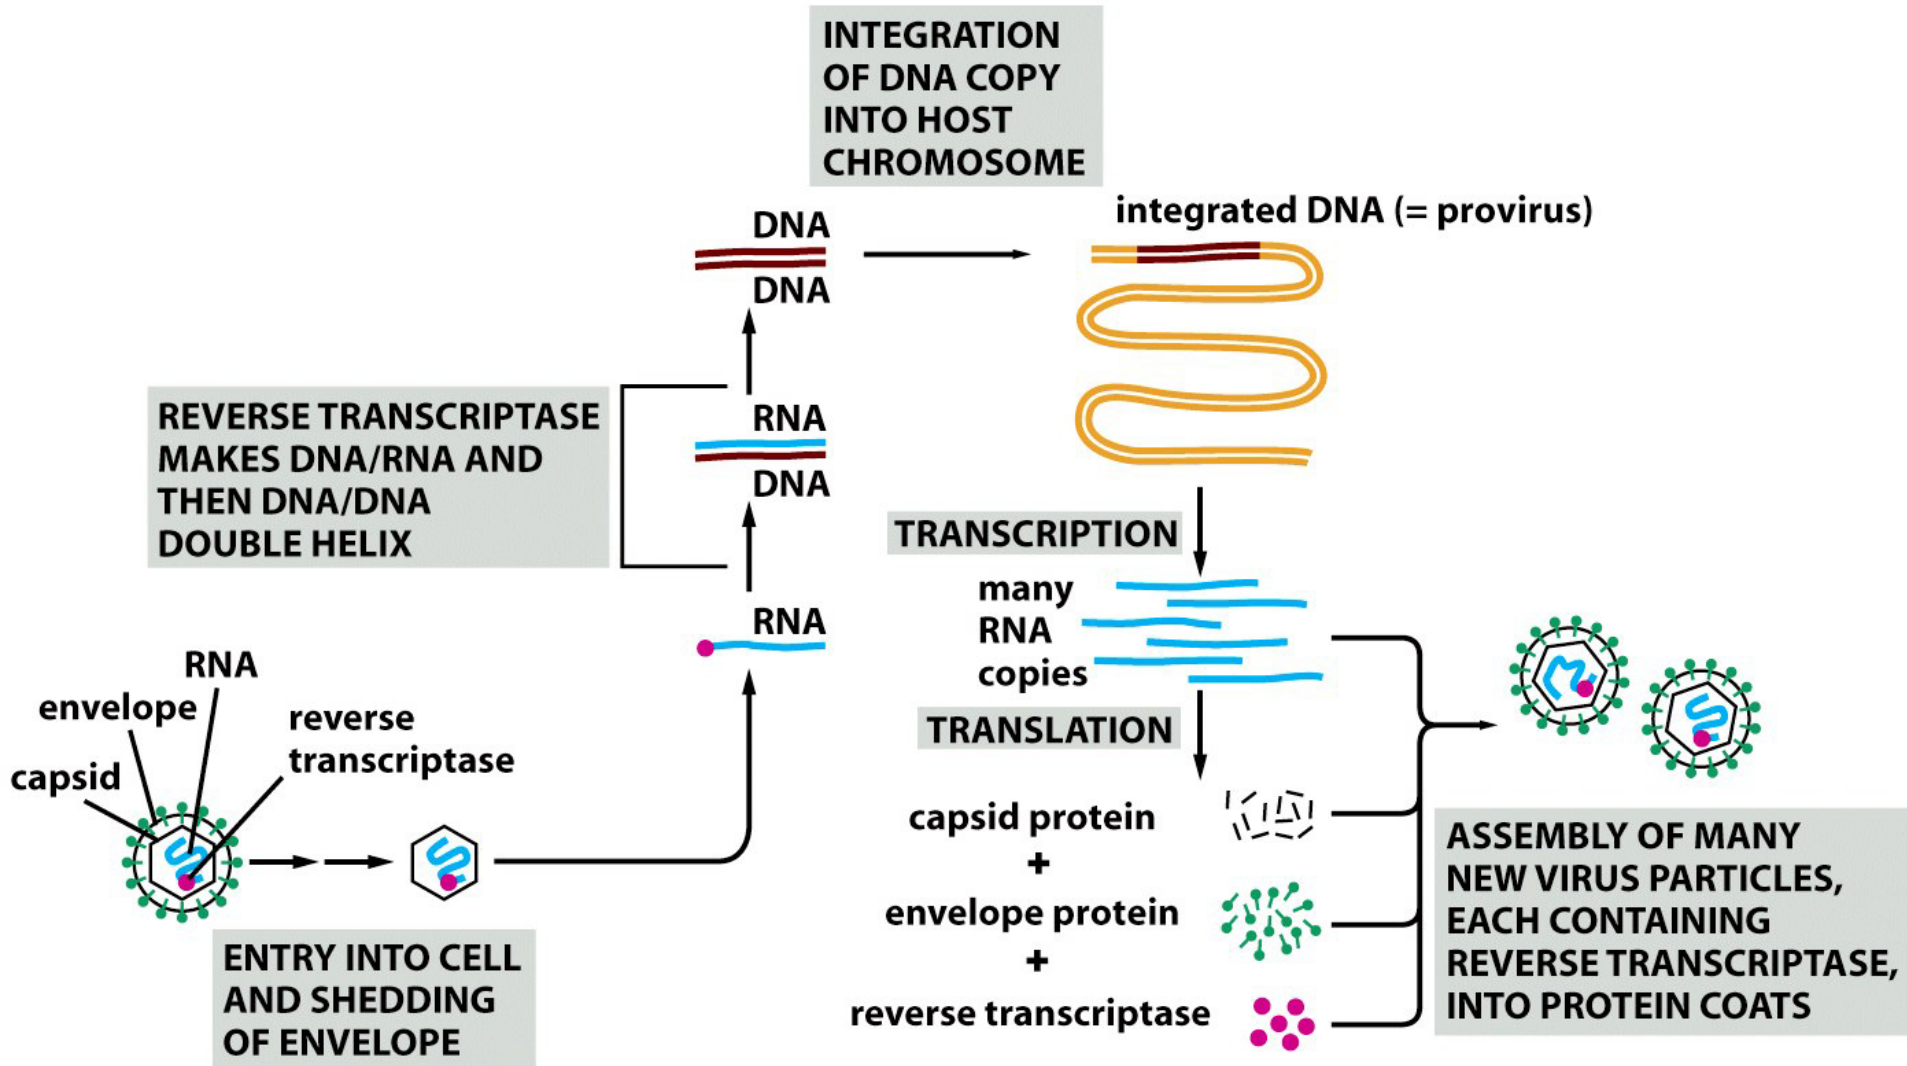 INTEGRATION
OF DNA COPY
INTO HOST
CHROMOSOME
integrated DNA (= provirus)
DNA
DNA
REVERSE TRANSCRIPTASE
MAKES DNA/RNA AND
THEN DNA/DNA
DOUBLE HELIX
RNA
DNA
RNA
RNA
envelope
capsid
reverse
transcriptase
ENTRY INTO CELL
AND SHEDDING
OF ENVELOPE
TRANSCRIPTION
many
RNA
copies
TRANSLATION
capsid protein
+
envelope protein
+
reverse transcriptase
ASSEMBLY OF MANY
NEW VIRUS PARTICLES,
EACH CONTAINING
REVERSE TRANSCRIPTASE,
INTO PROTEIN COATS